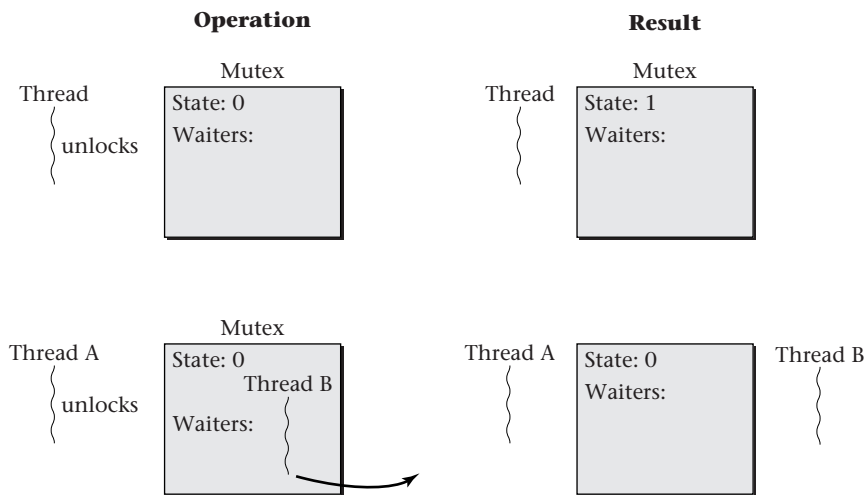 Operation
Result
Mutex
Mutex
Thread
State: 0
Thread
State: 1
unlocks
Waiters:
Waiters:
Mutex
Thread A
State: 0
Thread A
State: 0
Thread B
Thread B
unlocks
Waiters:
Waiters: